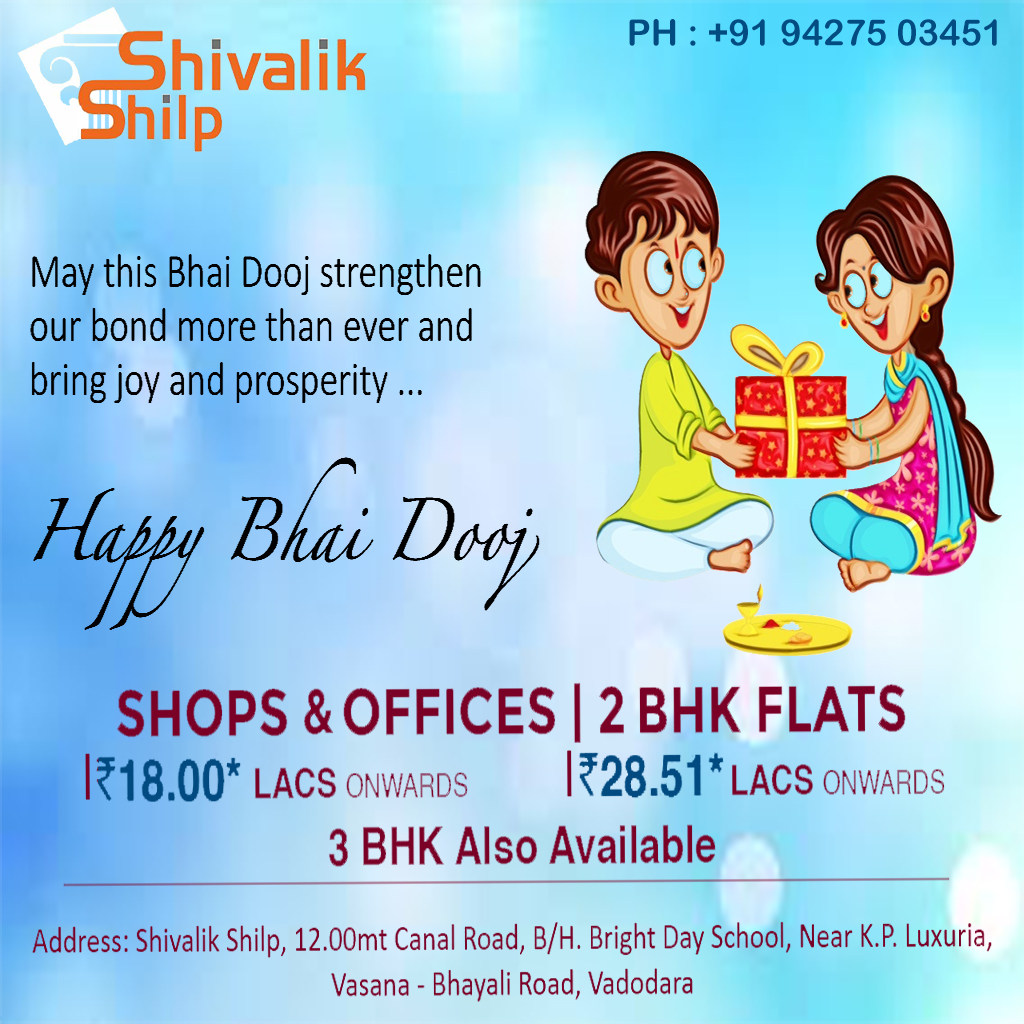 Shivalik
Shilp
PH : +91 94275 03451
May this Bhai Dooj strengthen
our bond more than ever and
bring joy and prosperity ...
Happy Bhai Dooj
SHOPS & OFFICES | 2 BHK FLATS
|₹18.00* LACS ONWARDS |₹28.51* LACS ONWARDS
3 BHK Also Available
Address: Shivalik Shilp, 12.00mt Canal Road, B/H. Bright Day School, Near K.P. Luxuria,
Vasana - Bhayali Road, Vadodara